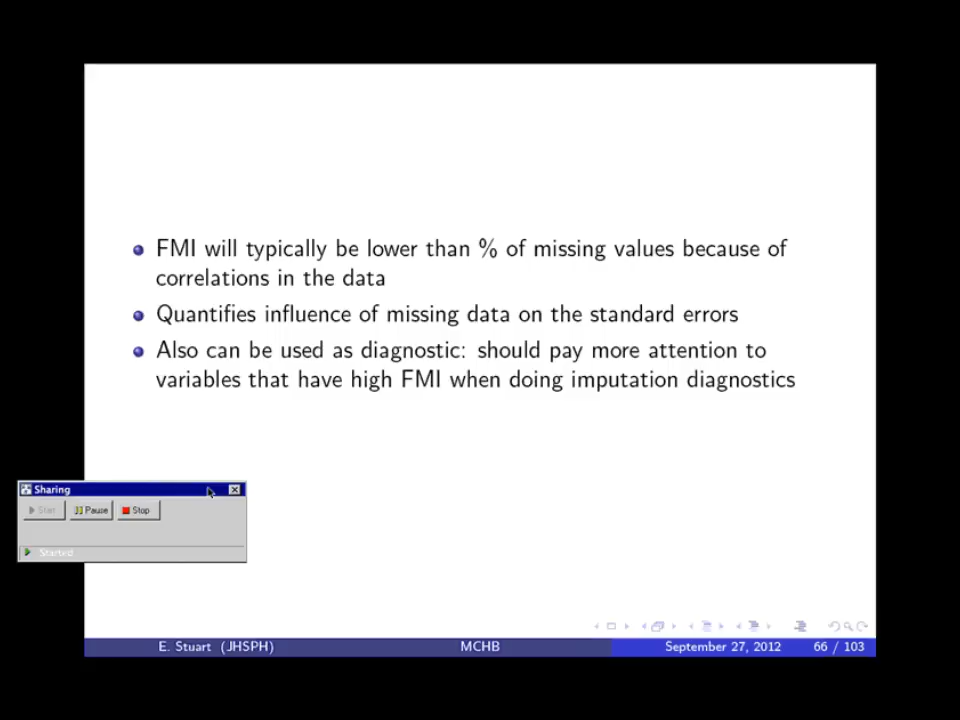 FMI will typically be lower than % of missing values because of
correlations in the data
Quantifies influence of missing data on the standard errors
Also can be used as diagnostic: should pay more attention to
variables that have high FMI when doing imputation diagnostics
Sharing
Start Pause Stop
Started
E. Stuart (JHSPH) MCHB September 27, 2012 66 / 103